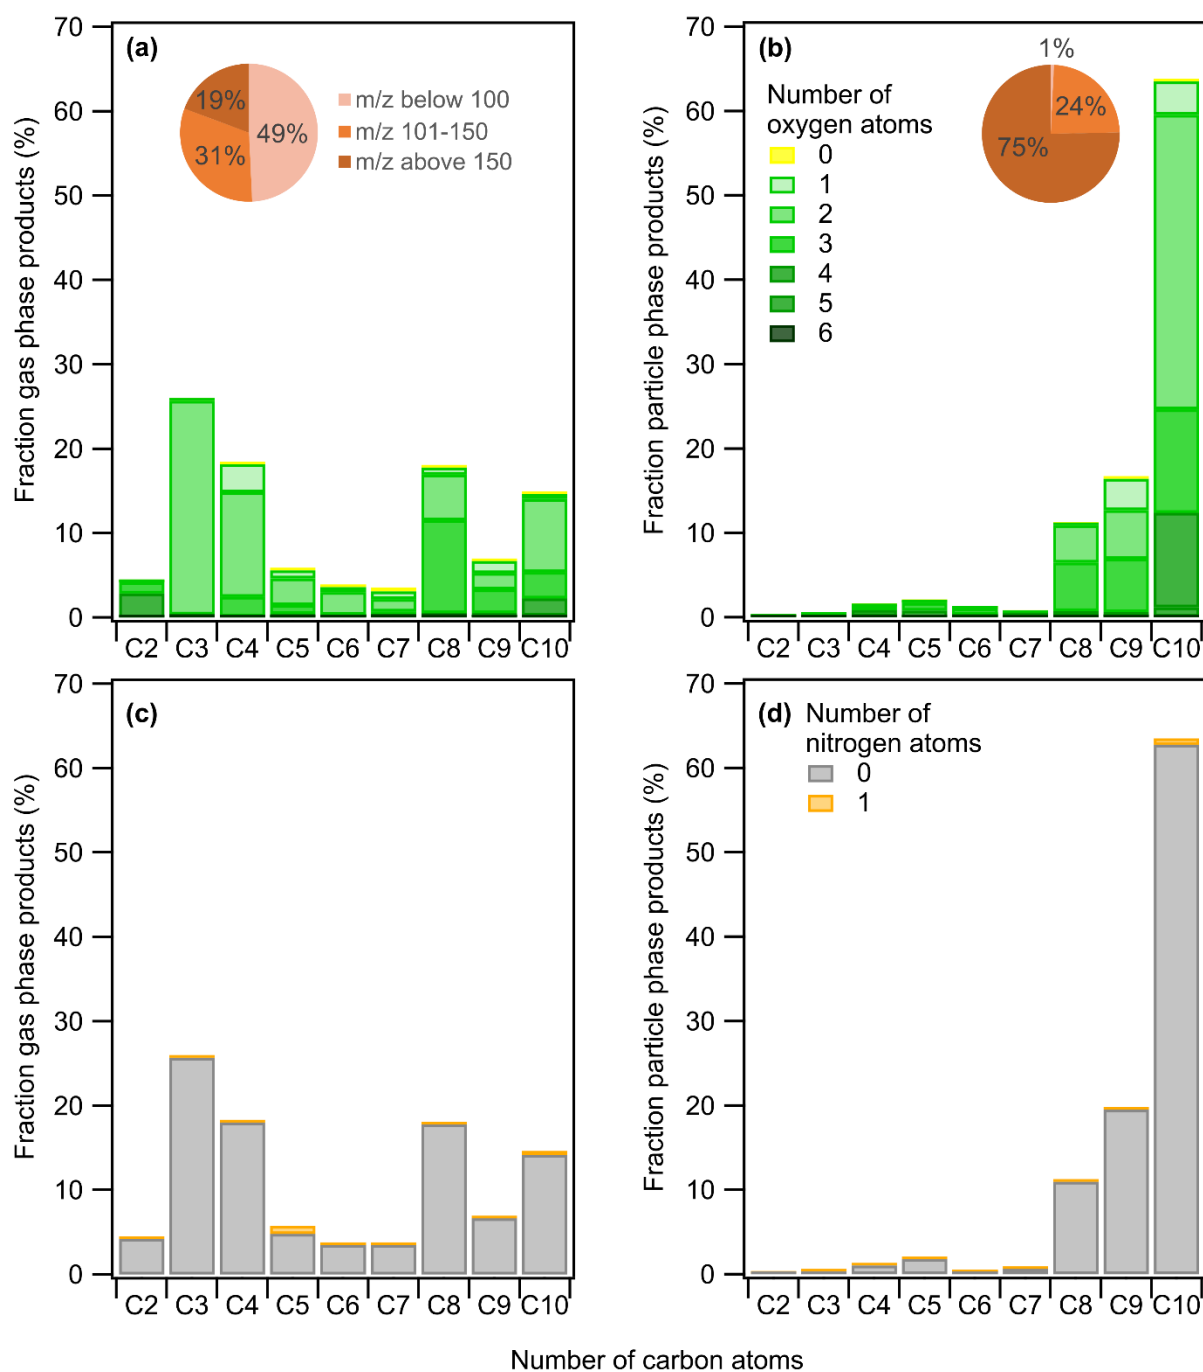 (a)
70
60
50
40
30
20
10
0
Fraction gas phase products (%)
19%
49%
31%
m/z below 100
m/z 101-150
m/z above 150
C2 C3 C4 C5 C6 C7 C8 C9 C10
(b)
70
60
50
40
30
20
10
0
Fraction particle phase products (%)
Number of
oxygen atoms
0
1
2
3
4
5
6
1%
24%
75%
C2 C3 C4 C5 C6 C7 C8 C9 C10
(c)
70
60
50
40
30
20
10
0
Fraction gas phase products (%)
C2 C3 C4 C5 C6 C7 C8 C9 C10
(d)
70
60
50
40
30
20
10
0
Fraction particle phase products (%)
Number of
nitrogen atoms
0
1
C2 C3 C4 C5 C6 C7 C8 C9 C10
Number of carbon atoms